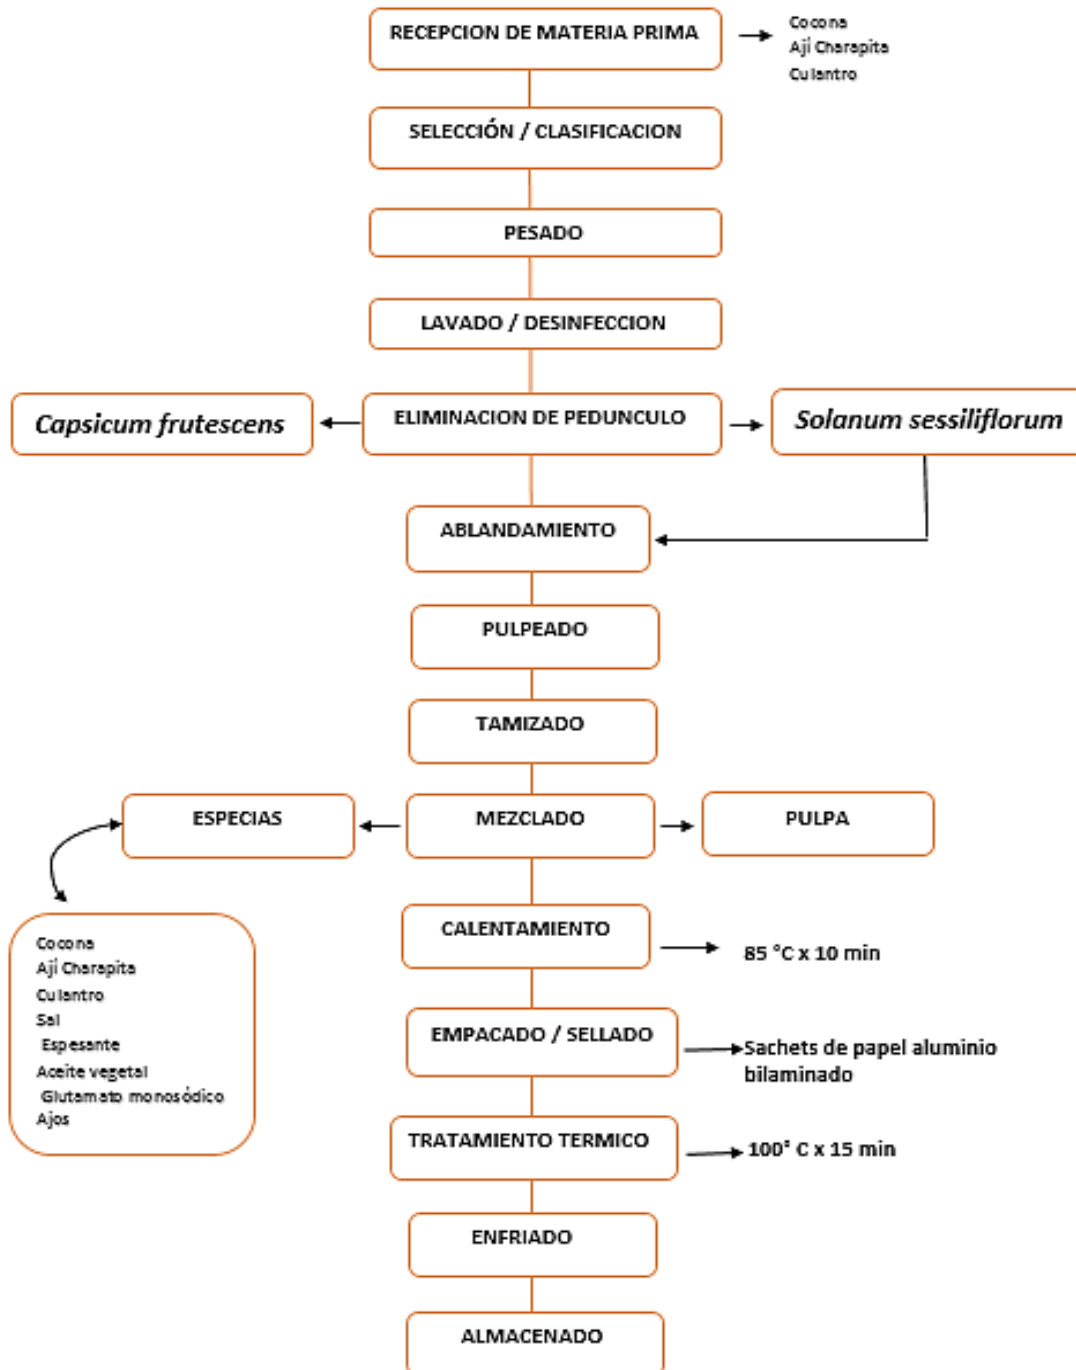 RECEPCION DE MATERIA PRIMA
Cocona
Ají Charapita
Culantro
SELECCIÓN / CLASIFICACION
PESADO
LAVADO / DESINFECCION
Capsicum frutescens
ELIMINACION DE PEDUNCULO
Solanum sessiliflorum
ABLANDAMIENTO
PULPEADO
TAMIZADO
ESPECIAS
MEZCLADO
PULPA
Cocona
Ají Charapita
Culantro
Sal
Espesante
Aceite vegetal
Glutamato monosódico
Ajos
CALENTAMIENTO
85 °C x 10 min
EMPACADO / SELLADO
Sachets de papel aluminio
bilaminado
TRATAMIENTO TERMICO
100° C x 15 min
ENFRIADO
ALMACENADO